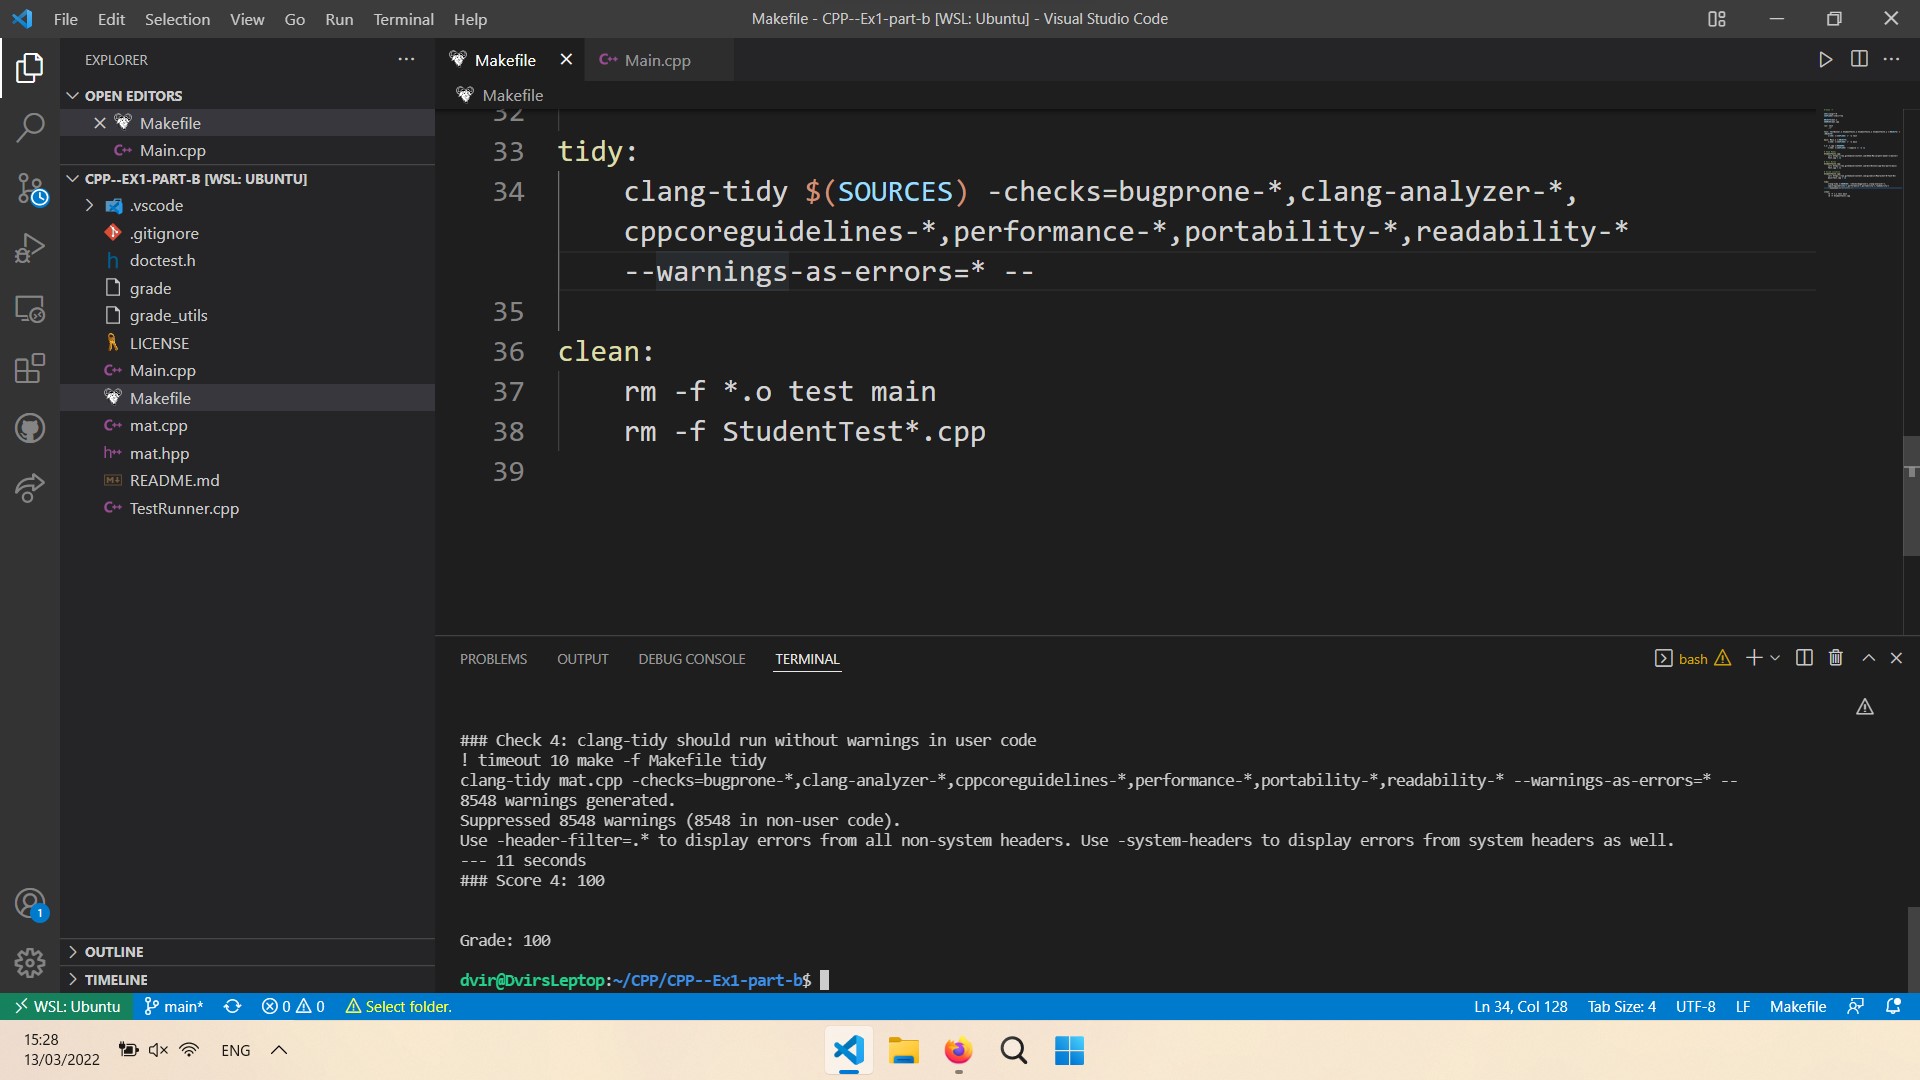 File Edit Selection View Go Run Terminal Help
Makefile - CPP--Ex1-part-b [WSL: Ubuntu] - Visual Studio Code
EXPLORER
OPEN EDITORS
Makefile
Main.cpp
CPP--EX1-PART-B [WSL: UBUNTU]
.vscode
.gitignore
doctest.h
grade
grade_utils
LICENSE
Main.cpp
Makefile
mat.cpp
mat.hpp
README.md
TestRunner.cpp
OUTLINE
TIMELINE
Makefile
Main.cpp
Makefile
32
33 tidy:
34 clang-tidy $(SOURCES) -checks=bugprone-*,clang-analyzer-*,
cppcoreguidelines-*,performance-*,portability-*,readability-*
--warnings-as-errors=* --
35
36 clean:
37 rm -f *.o test main
38 rm -f StudentTest*.cpp
39
PROBLEMS OUTPUT DEBUG CONSOLE TERMINAL
bash
### Check 4: clang-tidy should run without warnings in user code
! timeout 10 make -f Makefile tidy
clang-tidy mat.cpp -checks=bugprone-*,clang-analyzer-*,cppcoreguidelines-*,performance-*,portability-*,readability-* --warnings-as-errors=* --
8548 warnings generated.
Suppressed 8548 warnings (8548 in non-user code).
Use -header-filter=.* to display errors from all non-system headers. Use -system-headers to display errors from system headers as well.
--- 11 seconds
### Score 4: 100
Grade: 100
dvir@DvirsLeptop:~/CPP/CPP--Ex1-part-b$
1
WSL: Ubuntu main* 0 0 Select folder.
Ln 34, Col 128 Tab Size: 4 UTF-8 LF Makefile
15:28
13/03/2022
ENG